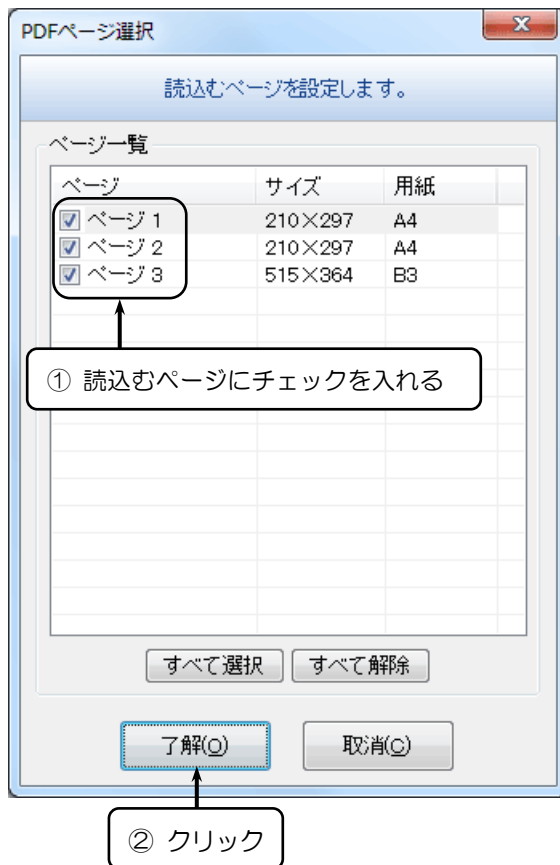 PDFページ選択
読込むページを設定します。
ページ一覧
ページ サイズ 用紙
ページ 1 210×297 A4
ページ 2 210×297 A4
ページ 3 515×364 B3
① 読込むページにチェックを入れる
すべて選択 すべて解除
了解(O) 取消(C)
② クリック